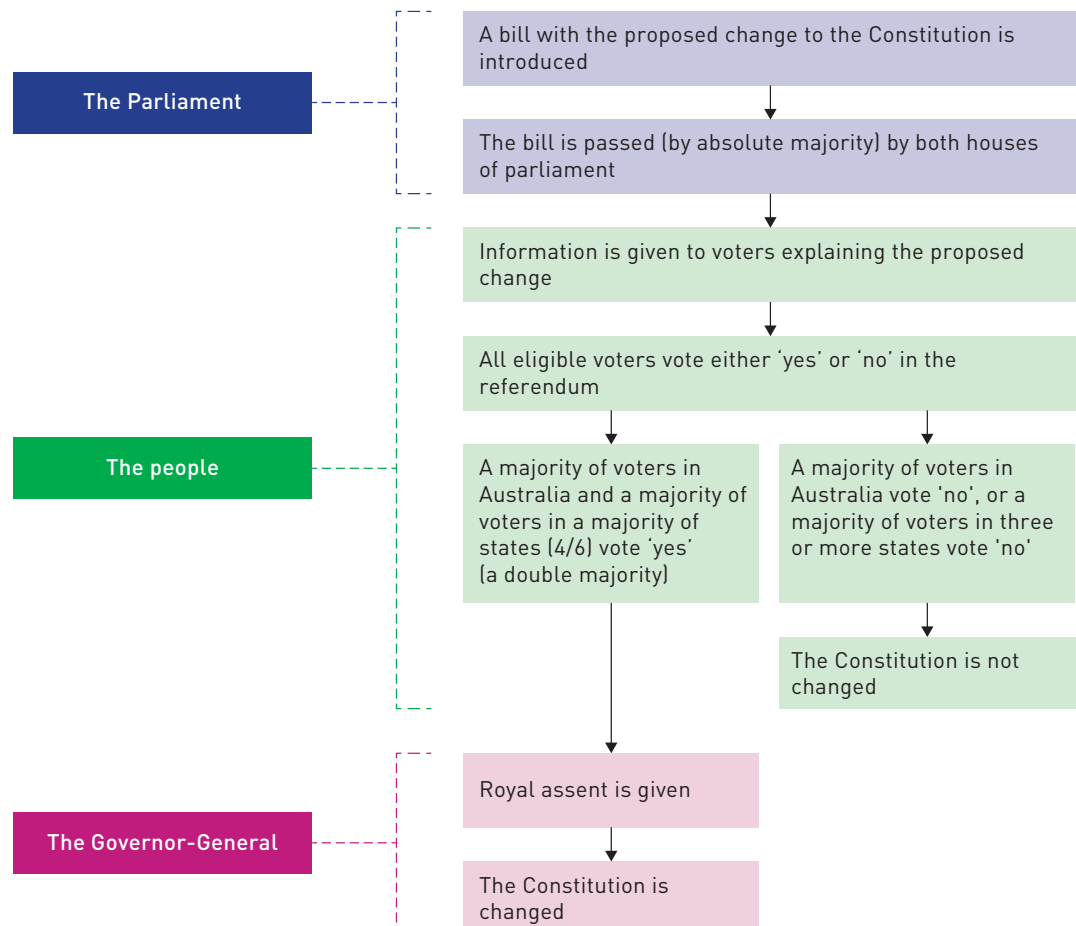 The Parliament
A bill with the proposed change to the Constitution is
introduced
The bill is passed (by absolute majority) by both houses
of parliament
The people
Information is given to voters explaining the proposed
change
All eligible voters vote either ‘yes’ or ‘no’ in the
referendum
A majority of voters in
Australia and a majority of
voters in a majority of
states (4/6) vote ‘yes’
(a double majority)
A majority of voters in
Australia vote 'no', or a
majority of voters in three
or more states vote 'no'
The Constitution is not
changed
The Governor-General
Royal assent is given
The Constitution is
changed